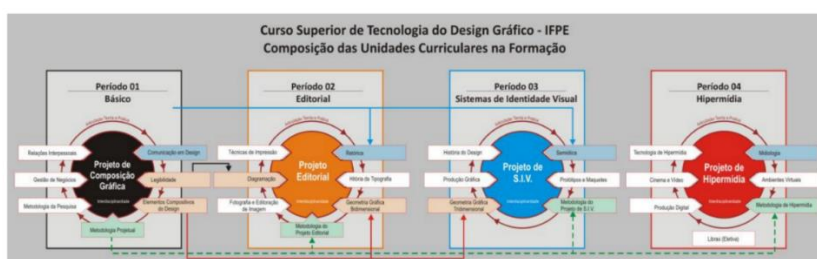 Curso Superior de Tecnologia do Design Gráfico - IFPE
Composição das Unidades Curriculares na Formação
Período 01
Básico
Relações Interpessoais
Comunicação em Design
Gestão de Negócios
Projeto de
Composição
Gráfica
Legibilidade
Interdisciplinaridade
Metodologia de Pesquisa
Elementos Compositivos
do Design
Metodologia Projetual
Período 02
Editorial
Técnicas de Impressão
Retórica
Diagramação
Projeto
Editorial
Interdisciplinaridade
Fotografia e Editoração
de Imagem
Geometria Gráfica
Bidimensional
Metodologia do
Projeto Editorial
Período 03
Sistemas de Identidade Visual
História do Design
Semiótica
Produção Gráfica
Projeto de
S.I.V.
Protótipos e Maquetes
Interdisciplinaridade
Geometria Gráfica
Tridimensional
Metodologia do
Projeto de S.I.V.
Período 04
Hipermídia
Tecnologia de Hipermídia
Cinema e Vídeo
Projeto de
Hipermídia
Ambientes Virtuais
Interdisciplinaridade
Produção Digital
Metodologia de Hipermídia
Libras (Eletiva)